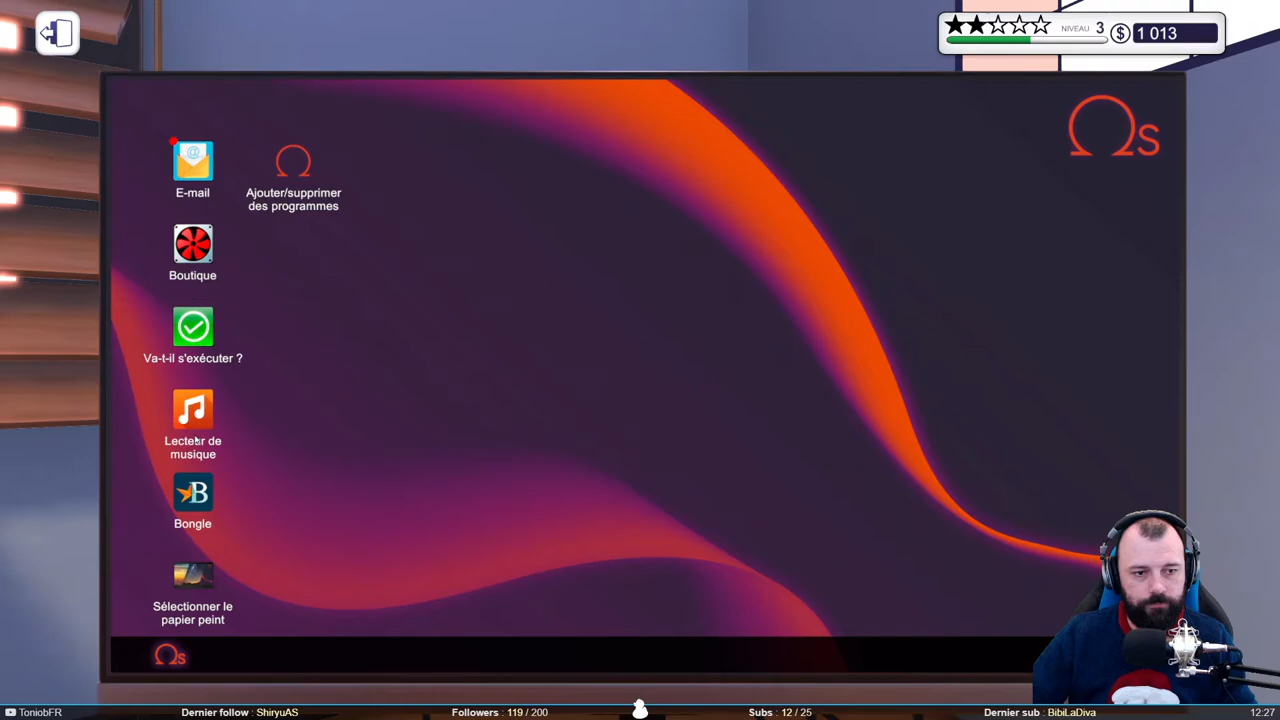 NIVEAU 3
$ 1 013
Ωs
@
E-mail
Ω
Ajouter/supprimer
des programmes
Boutique
Va-t-il s'exécuter ?
Lecteur de
musique
B
Bongle
Sélectionner le
papier peint
Ωs
ToniobFR
Dernier follow : ShiryuAS
Followers : 119 / 200
Subs : 12 / 25
Dernier sub : BibiLaDiva
12:27